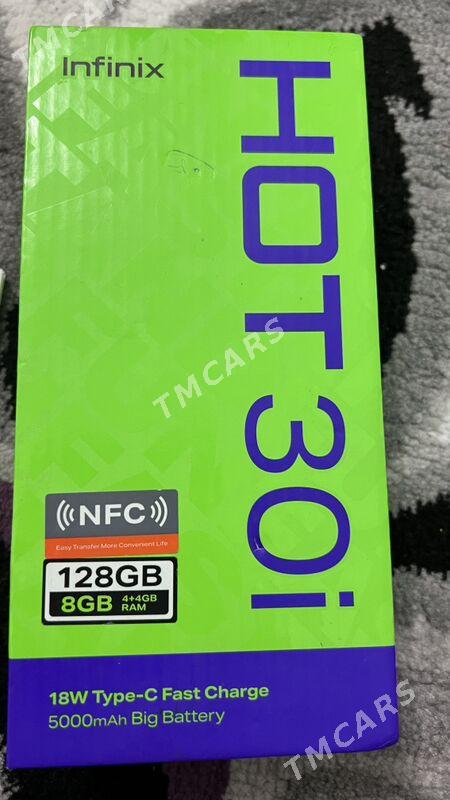 Infinix
HOT 30i
NFC
Easy Transfer More Convenient Life
128GB
8GB 4+4GB RAM
18W Type-C Fast Charge
5000mAh Big Battery
TMCARS
TMCARS
TMCARS